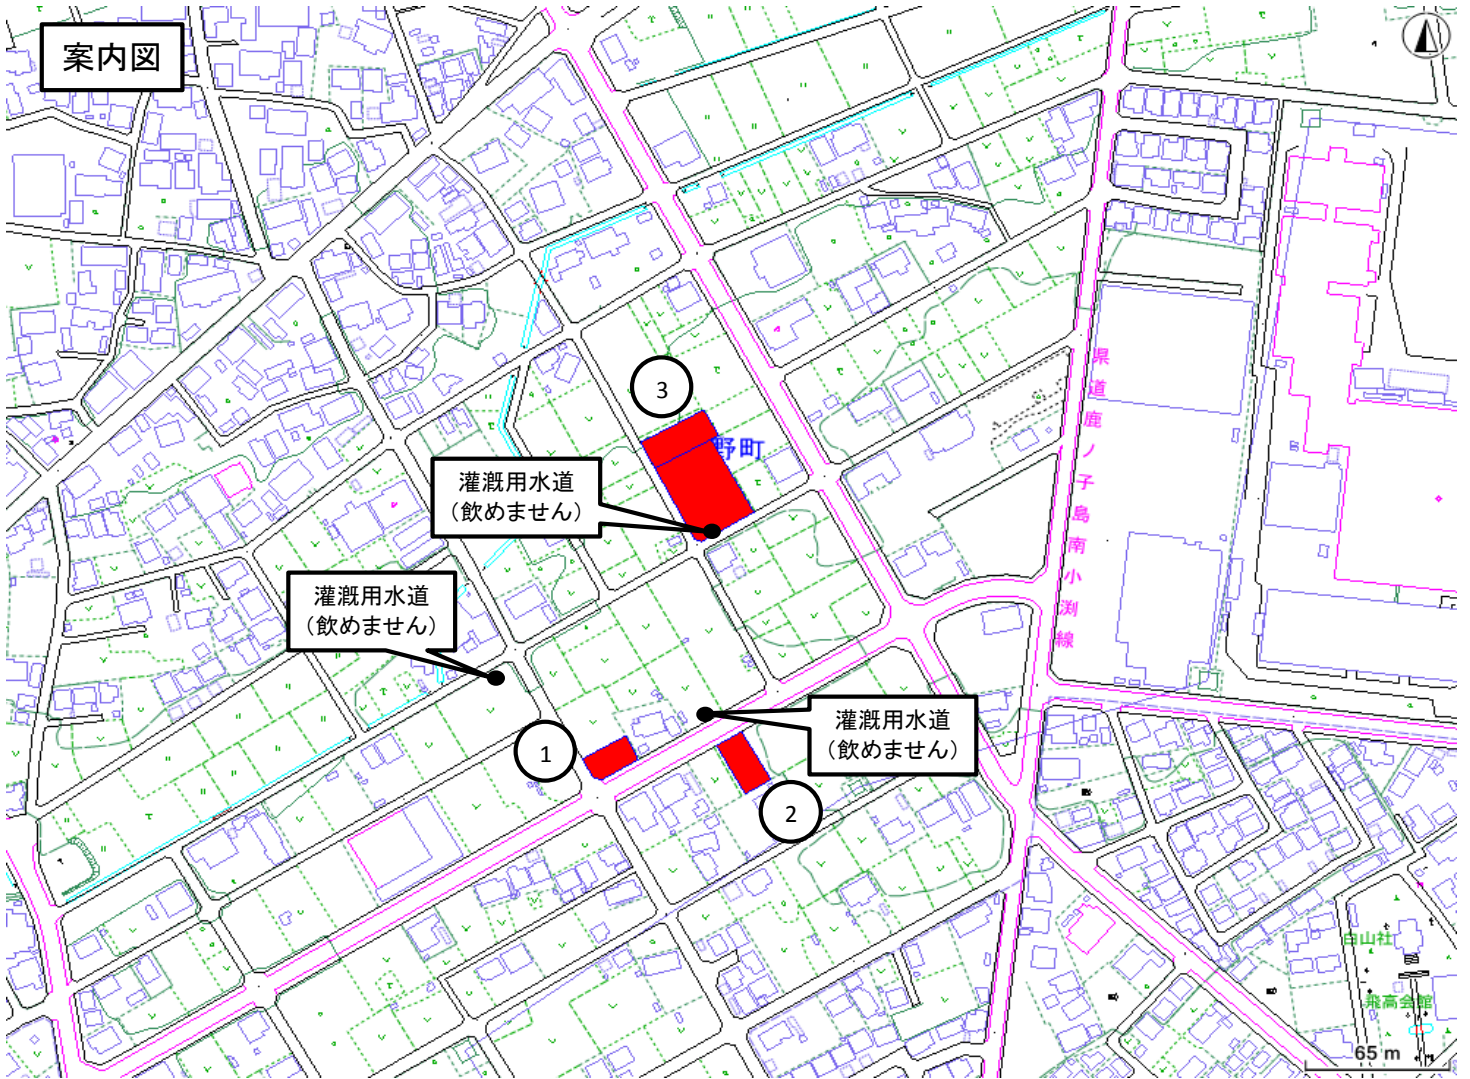 案内図
3
野町
灌漑用水道
（飲めません）
灌漑用水道
（飲めません）
灌漑用水道
（飲めません）
1
2
県道鹿ノ子島南小渕線
白山社
飛高会館
65 m